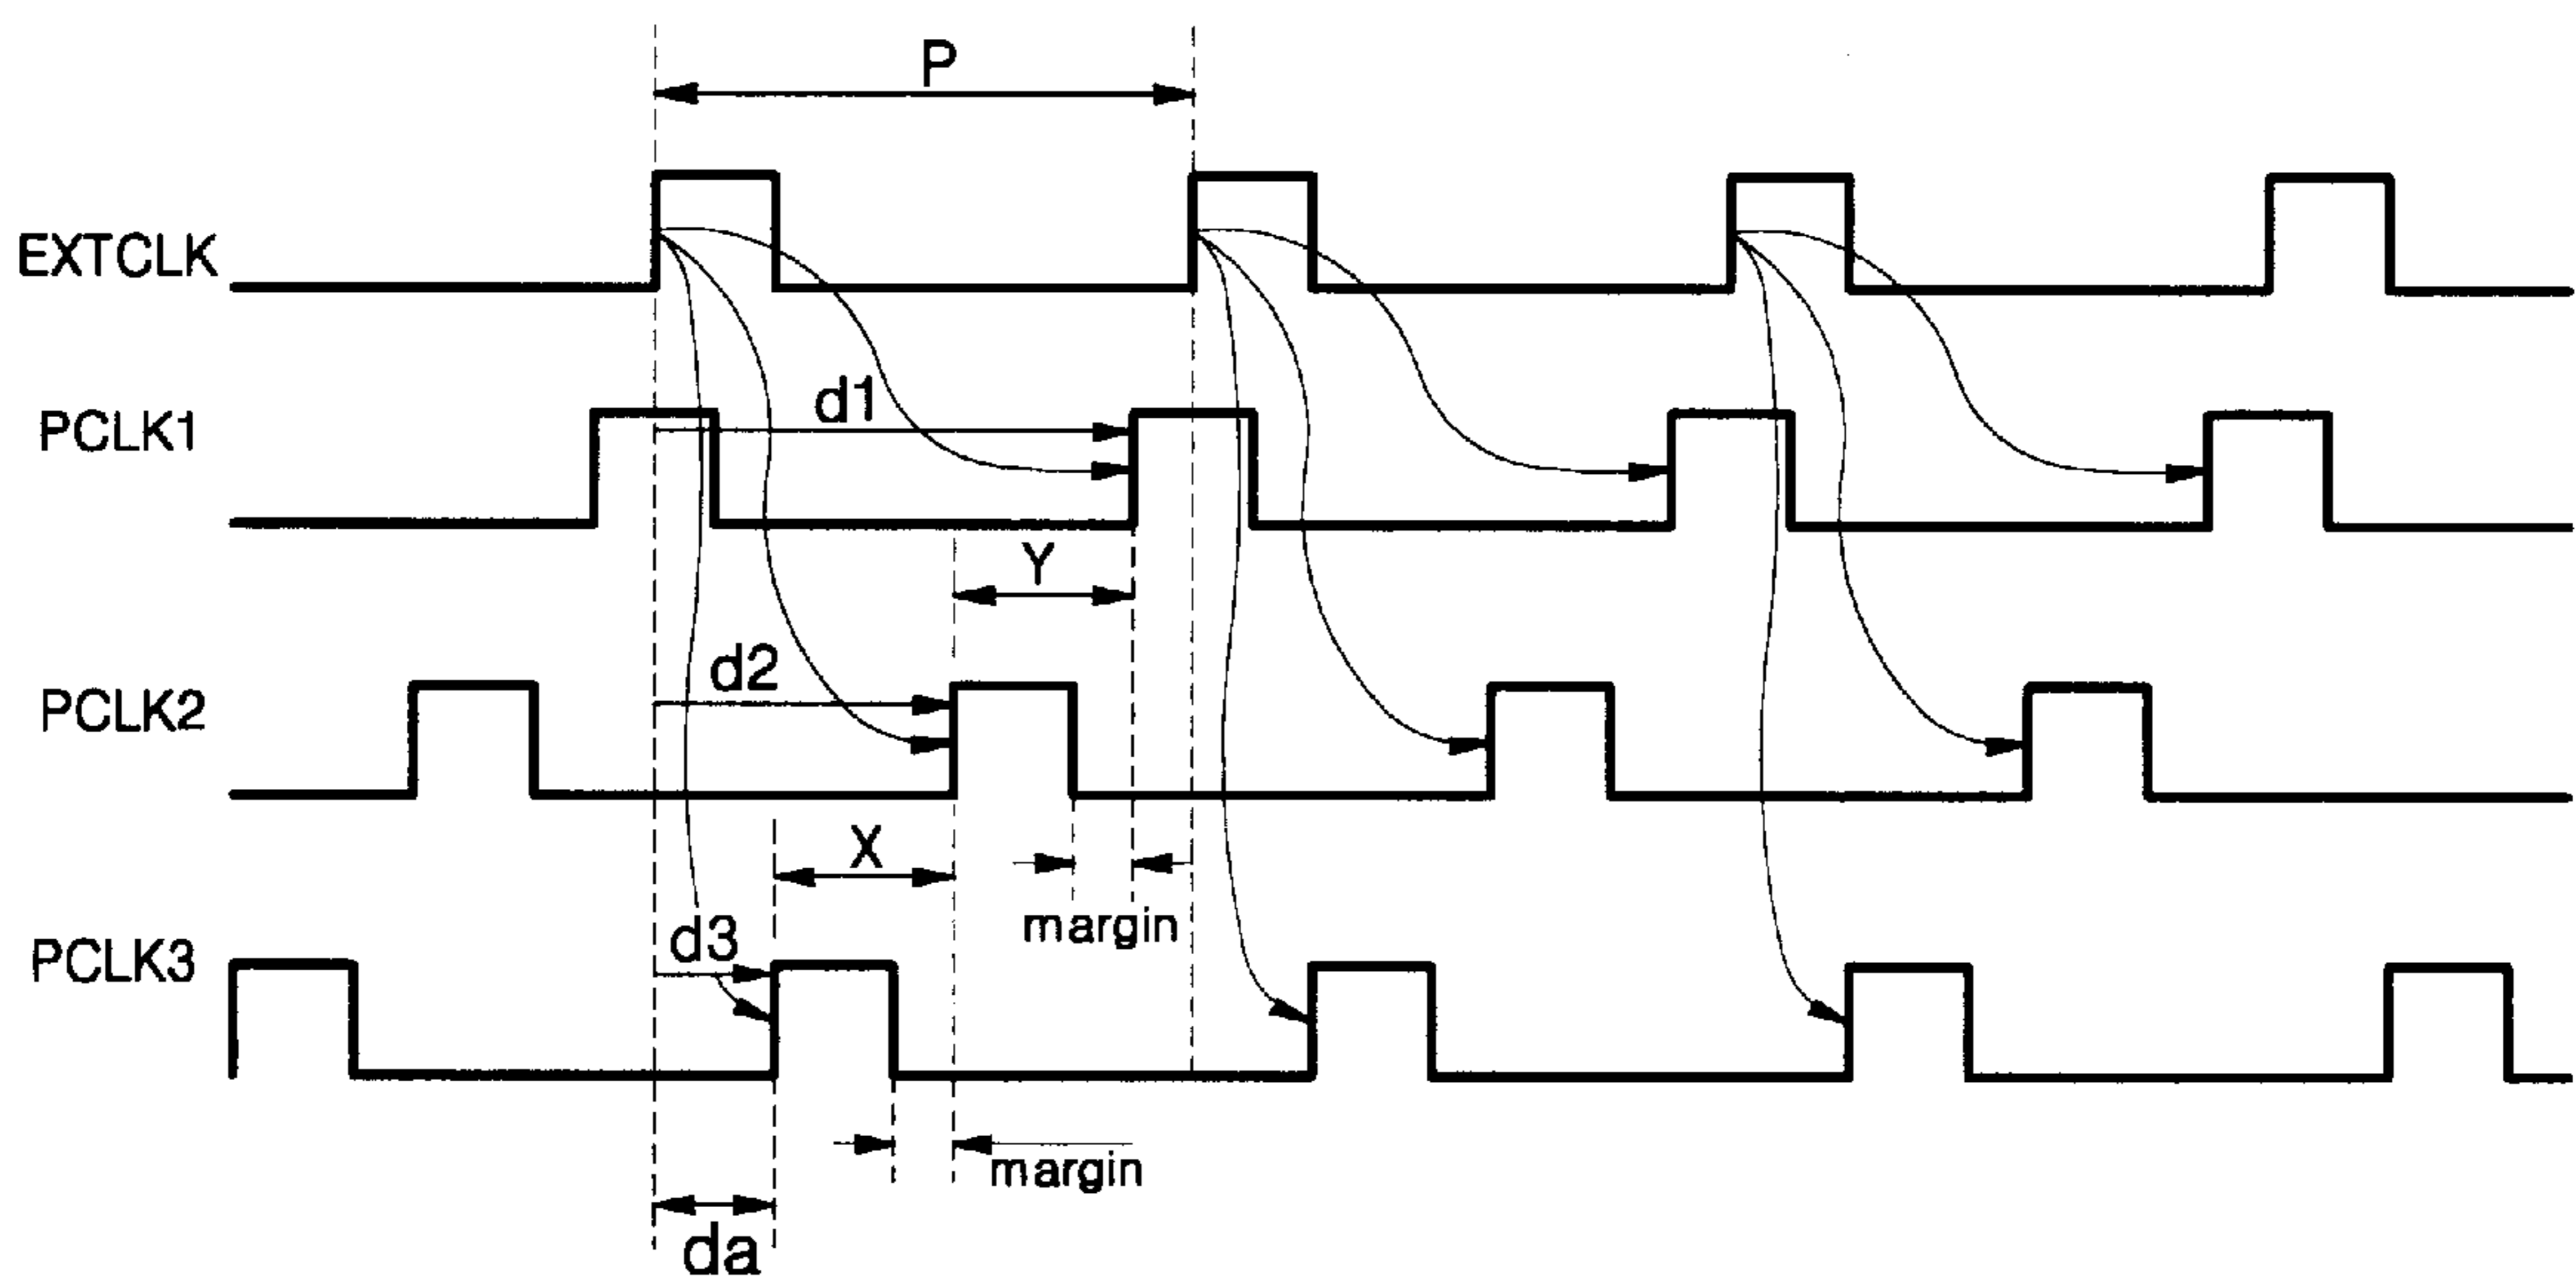 P
EXTCLK
d1
PCLK1
Y
d2
PCLK2
X
margin
d3
PCLK3
margin
da